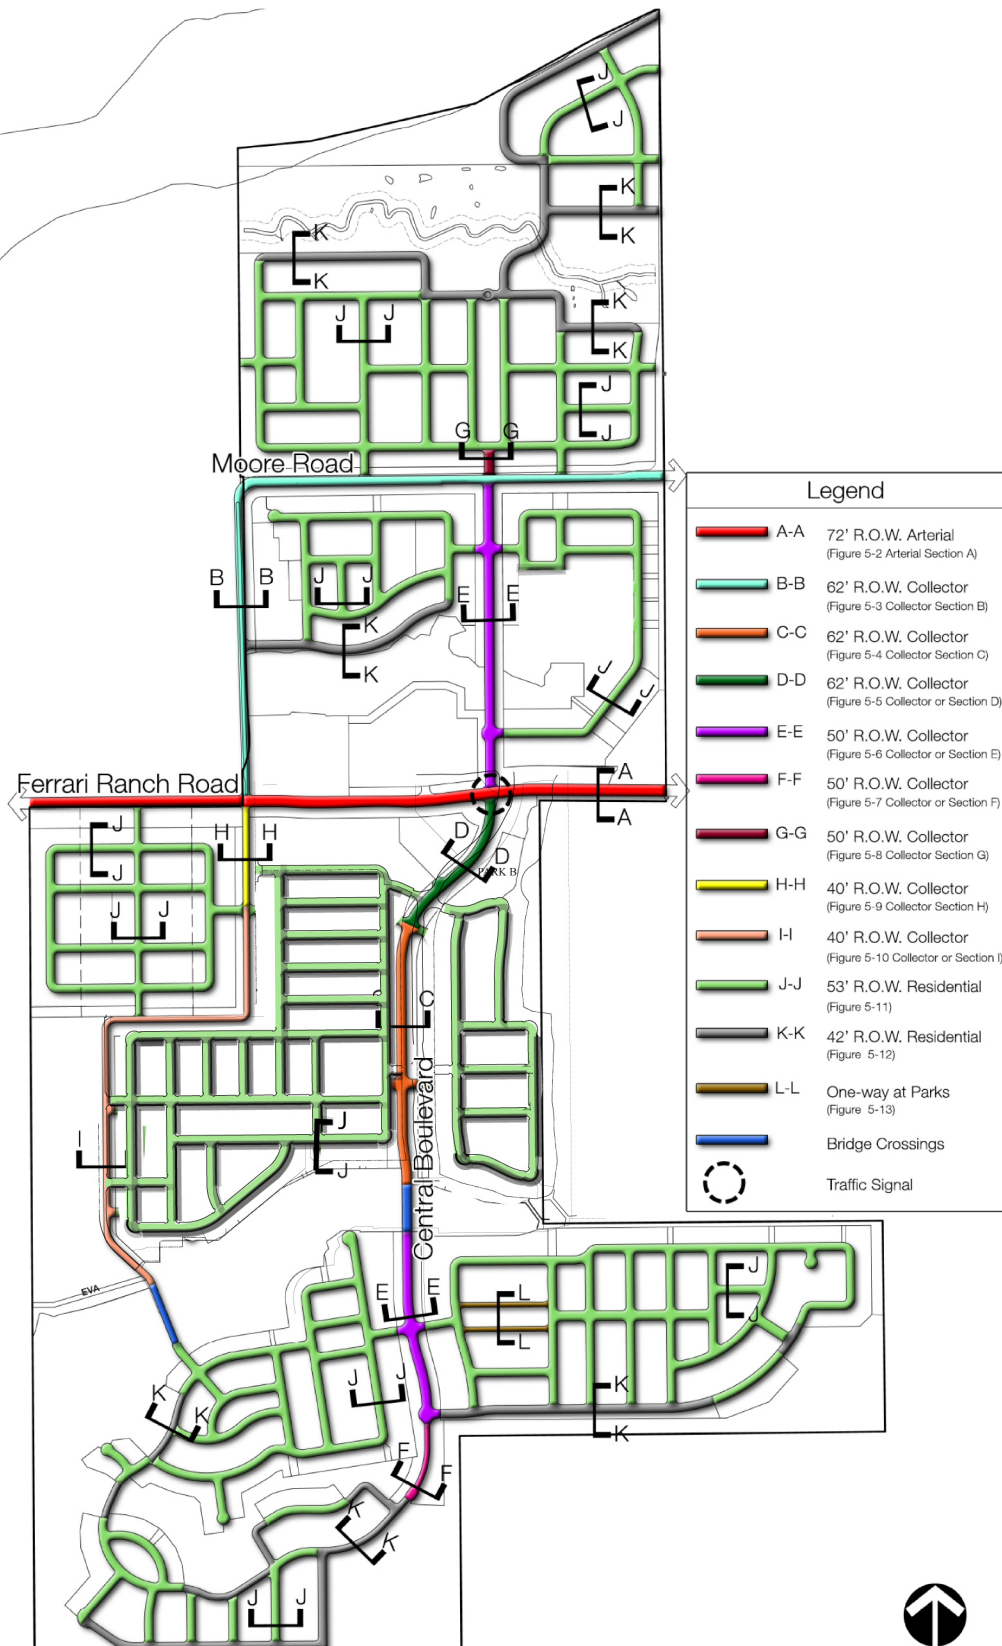 J
J
K
K
K
K
J J
K
K
J
J
G G
Moore Road
B B
J J
E E
K
K
J
J
Ferrari Ranch Road
A
A
J
J
H H
D
D
PARK B
J J
C
Central Boulevard
J
J
I
EVA
E E
L
L
J
J
J J
K
K
K
K
F
F
K
K
J J
Legend
A-A 72' R.O.W. Arterial
(Figure 5-2 Arterial Section A)
B-B 62' R.O.W. Collector
(Figure 5-3 Collector Section B)
C-C 62' R.O.W. Collector
(Figure 5-4 Collector Section C)
D-D 62' R.O.W. Collector
(Figure 5-5 Collector or Section D)
E-E 50' R.O.W. Collector
(Figure 5-6 Collector or Section E)
F-F 50' R.O.W. Collector
(Figure 5-7 Collector or Section F)
G-G 50' R.O.W. Collector
(Figure 5-8 Collector Section G)
H-H 40' R.O.W. Collector
(Figure 5-9 Collector Section H)
I-I 40' R.O.W. Collector
(Figure 5-10 Collector or Section I)
J-J 53' R.O.W. Residential
(Figure 5-11)
K-K 42' R.O.W. Residential
(Figure 5-12)
L-L One-way at Parks
(Figure 5-13)
Bridge Crossings
Traffic Signal